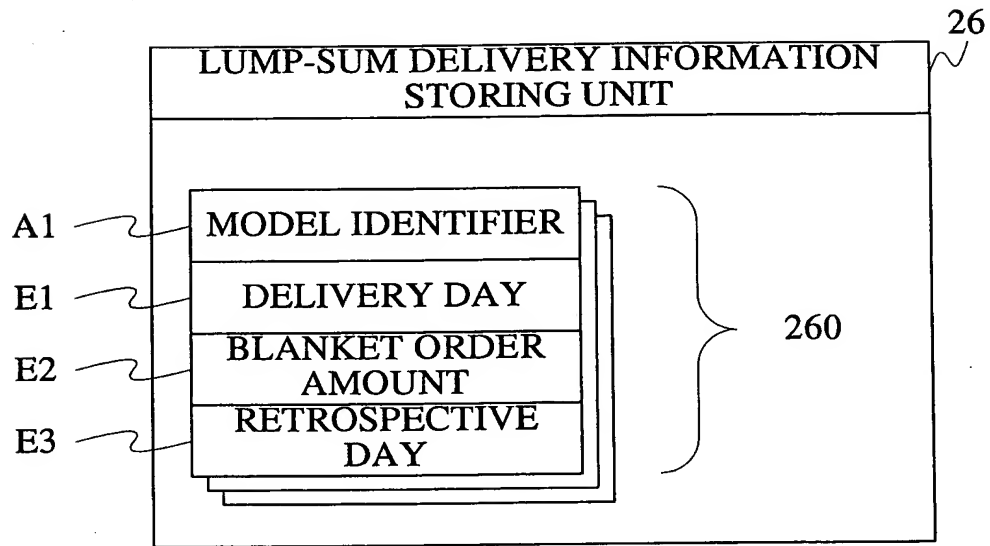 26
LUMP-SUM DELIVERY INFORMATION
STORING UNIT
A1
MODEL IDENTIFIER
E1
DELIVERY DAY
E2
BLANKET ORDER
AMOUNT
E3
RETROSPECTIVE
DAY
260